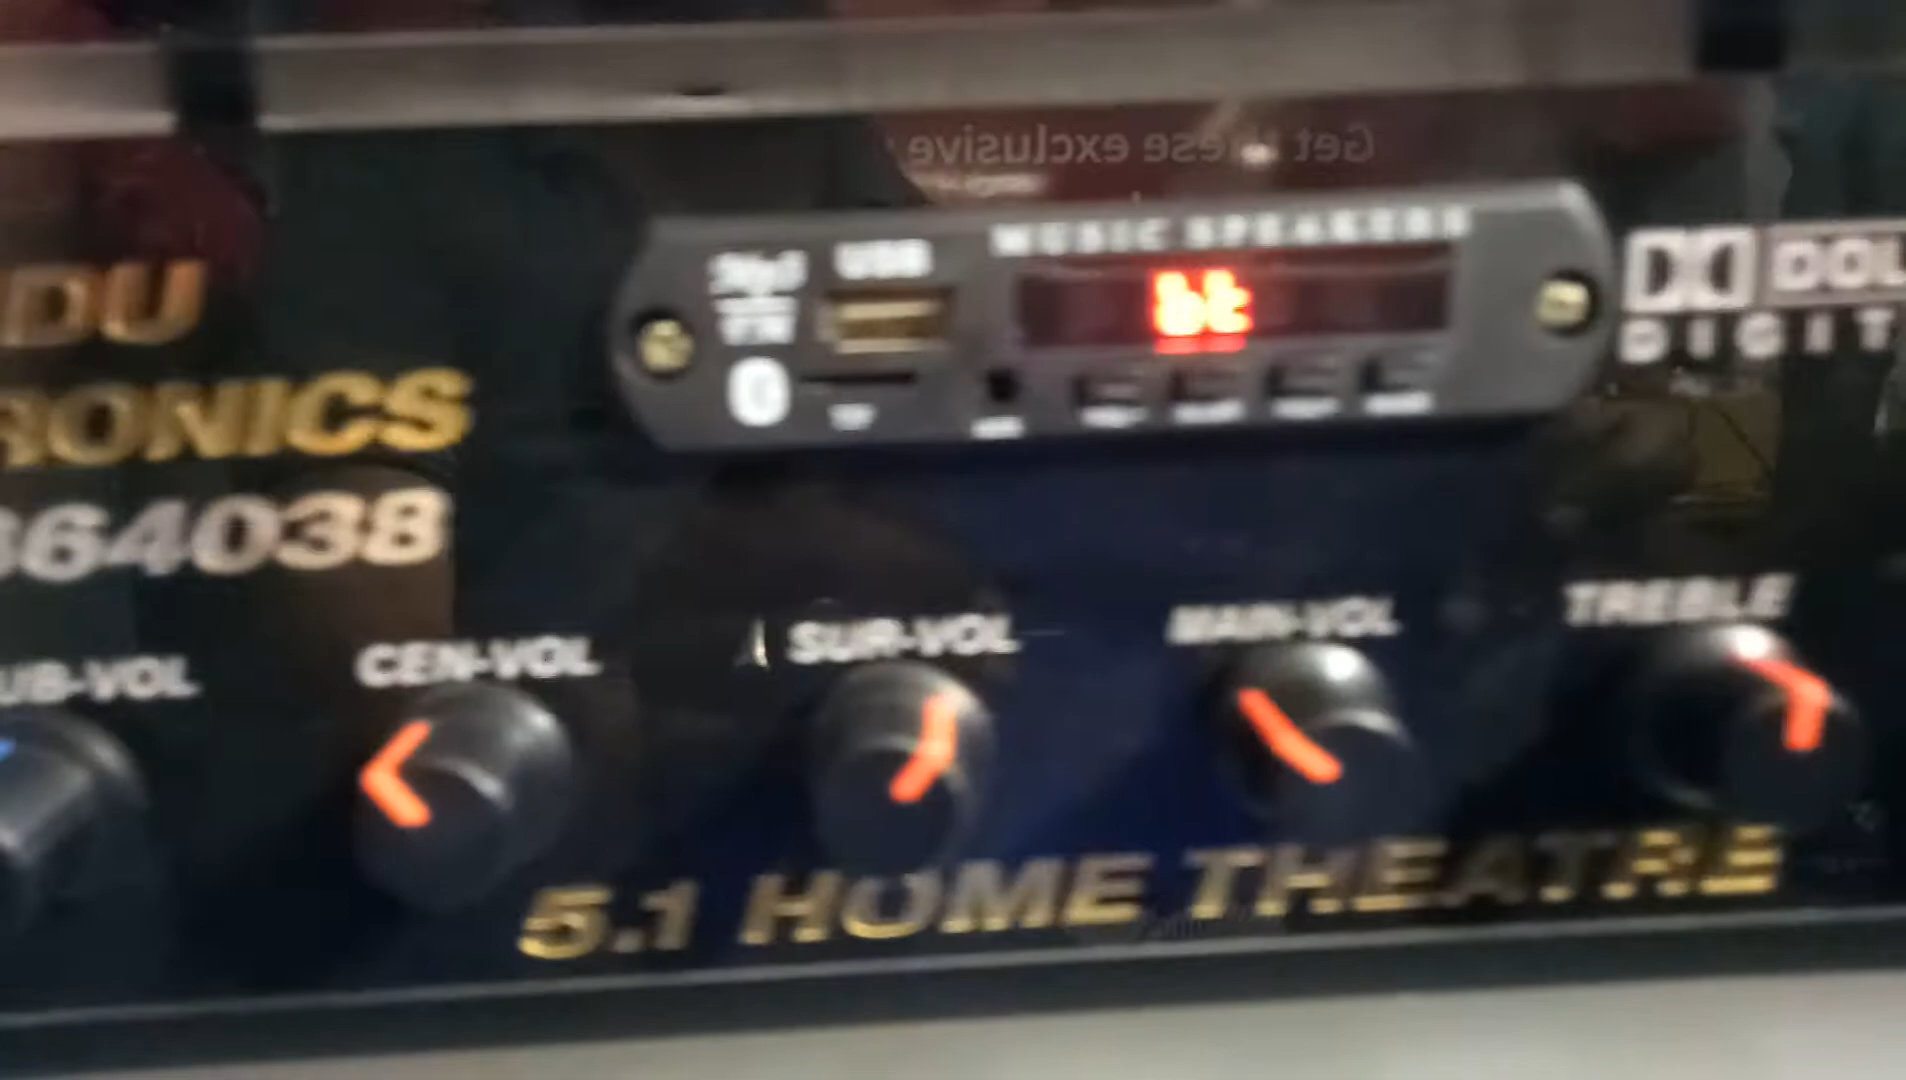 Get these exclusive
MUSIC SPEAKERS
USB
bt
DOL
DIGIT
DU
RONICS
364038
UB-VOL
CEN-VOL
SUR-VOL
MAIN-VOL
TREBLE
5.1 HOME THEATRE